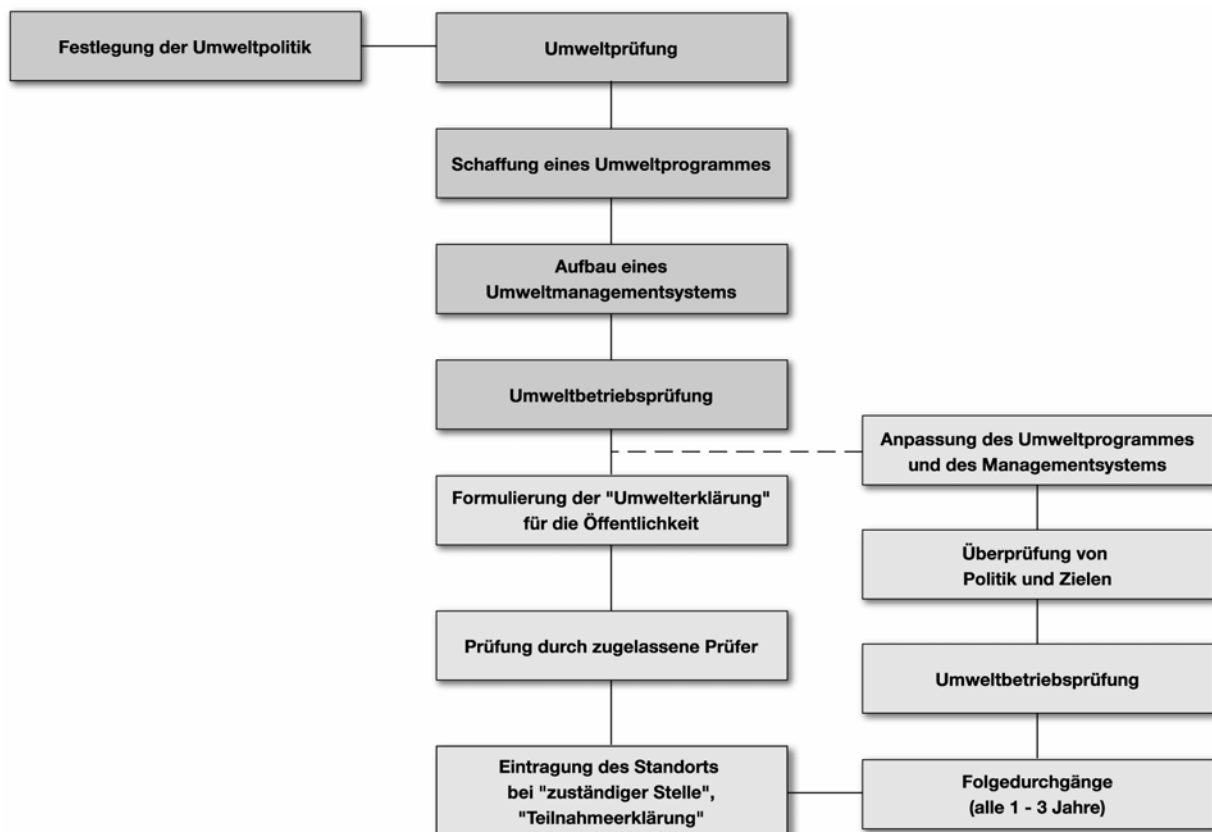 Festlegung der Umweltpolitik
Umweltprüfung
Schaffung eines Umweltprogrammes
Aufbau eines
Umweltmanagementsystems
Umweltbetriebsprüfung
Formulierung der "Umwelterklärung"
für die Öffentlichkeit
Prüfung durch zugelassene Prüfer
Eintragung des Standorts
bei "zuständiger Stelle",
"Teilnahmeerklärung"
Folgedurchgänge
(alle 1 - 3 Jahre)
Umweltbetriebsprüfung
Überprüfung von
Politik und Zielen
Anpassung des Umweltprogrammes
und des Managementsystems